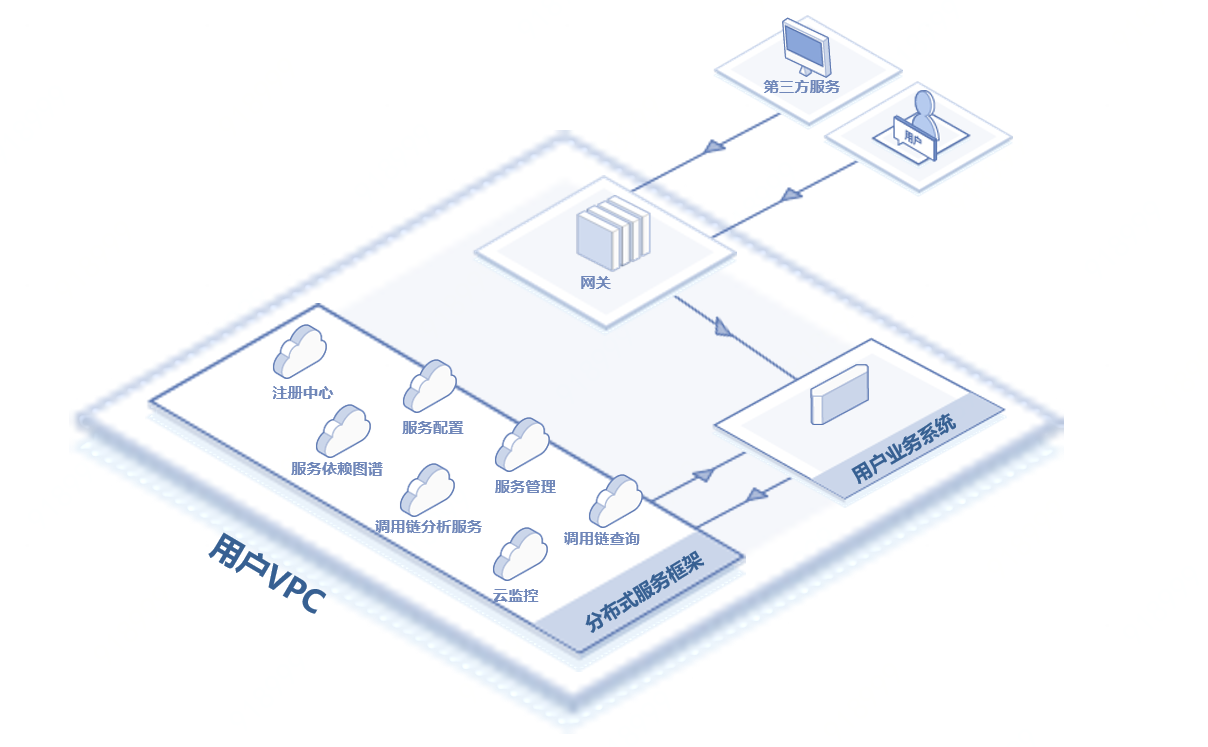 第三方服务
用户
网关
注册中心
服务配置
服务依赖图谱
服务管理
调用链分析服务
调用链查询
云监控
用户业务系统
分布式服务框架
用户VPC